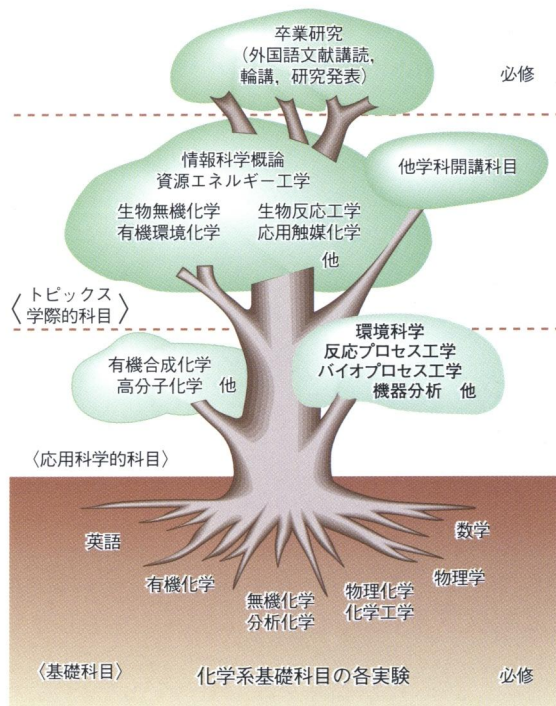 卒業研究
(外国語文献講読,
輪講, 研究発表)
必修
情報科学概論
資源エネルギー工学
生物無機化学 生物反応工学
有機環境化学 応用触媒化学
他
他学科開講科目
〈トピックス
学際的科目〉
有機合成化学
高分子化学 他
環境科学
反応プロセス工学
バイオプロセス工学
機器分析 他
〈応用科学的科目〉
英語
数学
有機化学
物理学
無機化学
分析化学
物理化学
化学工学
〈基礎科目〉
化学系基礎科目の各実験
必修